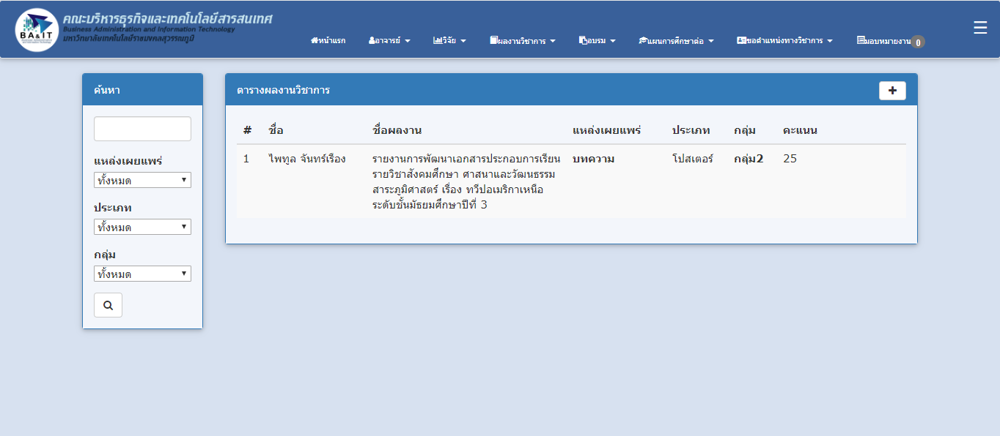 คณะบริหารธุรกิจและเทคโนโลยีสารสนเทศ
Business Administration and Information Technology
มหาวิทยาลัยเทคโนโลยีราชมงคลสุวรรณภูมิ
BA&IT
หน้าแรก อาจารย์ วิจัย ผลงานวิชาการ อบรม แผนการศึกษาต่อ ขอตำแหน่งทางวิชาการ มอบหมายงาน 0
ค้นหา
แหล่งเผยแพร่
ทั้งหมด
ประเภท
ทั้งหมด
กลุ่ม
ทั้งหมด
ตารางผลงานวิชาการ
# ชื่อ ชื่อผลงาน แหล่งเผยแพร่ ประเภท กลุ่ม คะแนน
1 ไพทูล จันทร์เรือง รายงานการพัฒนาเอกสารประกอบการเรียน บทความ โปสเตอร์ กลุ่ม2 25
รายวิชาสังคมศึกษา ศาสนาและวัฒนธรรม
สาระภูมิศาสตร์ เรื่อง ทวีปอเมริกาเหนือ
ระดับชั้นมัธยมศึกษาปีที่ 3